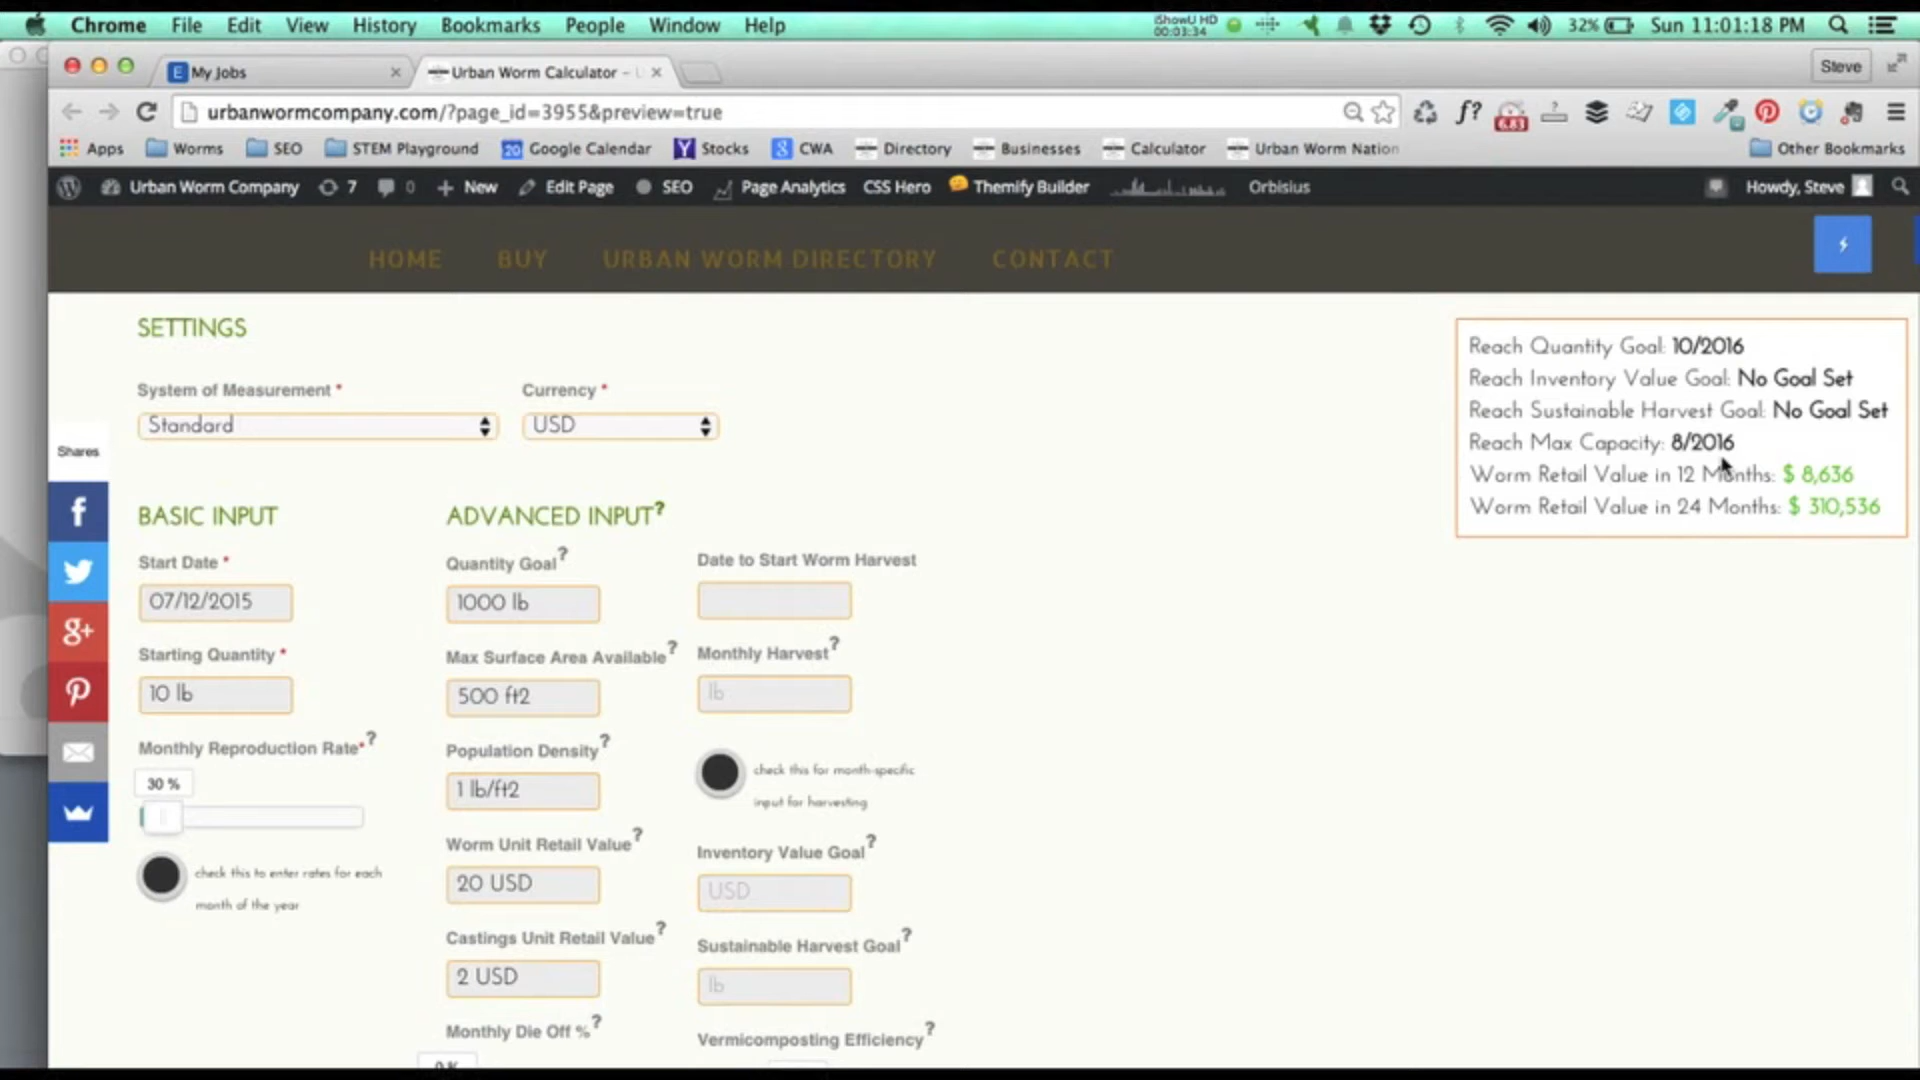 Chrome File Edit View History Bookmarks People Window Help iShowU HD 00:03:34 32% Sun 11:01:18 PM
My Jobs Urban Worm Calculator – Steve
urbanwormcompany.com/?page_id=3955&preview=true 6.83
Apps Worms SEO STEM Playground 20 Google Calendar Stocks CWA Directory Businesses Calculator Urban Worm Nation Other Bookmarks
Urban Worm Company 7 0 + New Edit Page SEO Page Analytics CSS Hero Themify Builder Orbisius Howdy, Steve
HOME BUY URBAN WORM DIRECTORY CONTACT
SETTINGS
System of Measurement * Currency *
Standard USD
Reach Quantity Goal: 10/2016
Reach Inventory Value Goal: No Goal Set
Reach Sustainable Harvest Goal: No Goal Set
Reach Max Capacity: 8/2016
Worm Retail Value in 12 Months: $ 8,636
Worm Retail Value in 24 Months: $ 310,536
Shares
BASIC INPUT
Start Date *
07/12/2015
Starting Quantity *
10 lb
Monthly Reproduction Rate* ?
30 %
check this to enter rates for each
month of the year
ADVANCED INPUT?
Quantity Goal ?
1000 lb
Max Surface Area Available ?
500 ft2
Population Density ?
1 lb/ft2
Worm Unit Retail Value ?
20 USD
Castings Unit Retail Value ?
2 USD
Monthly Die Off % ?
0 %
Date to Start Worm Harvest
Monthly Harvest ?
lb
check this for month-specific
input for harvesting
Inventory Value Goal ?
USD
Sustainable Harvest Goal ?
lb
Vermicomposting Efficiency ?